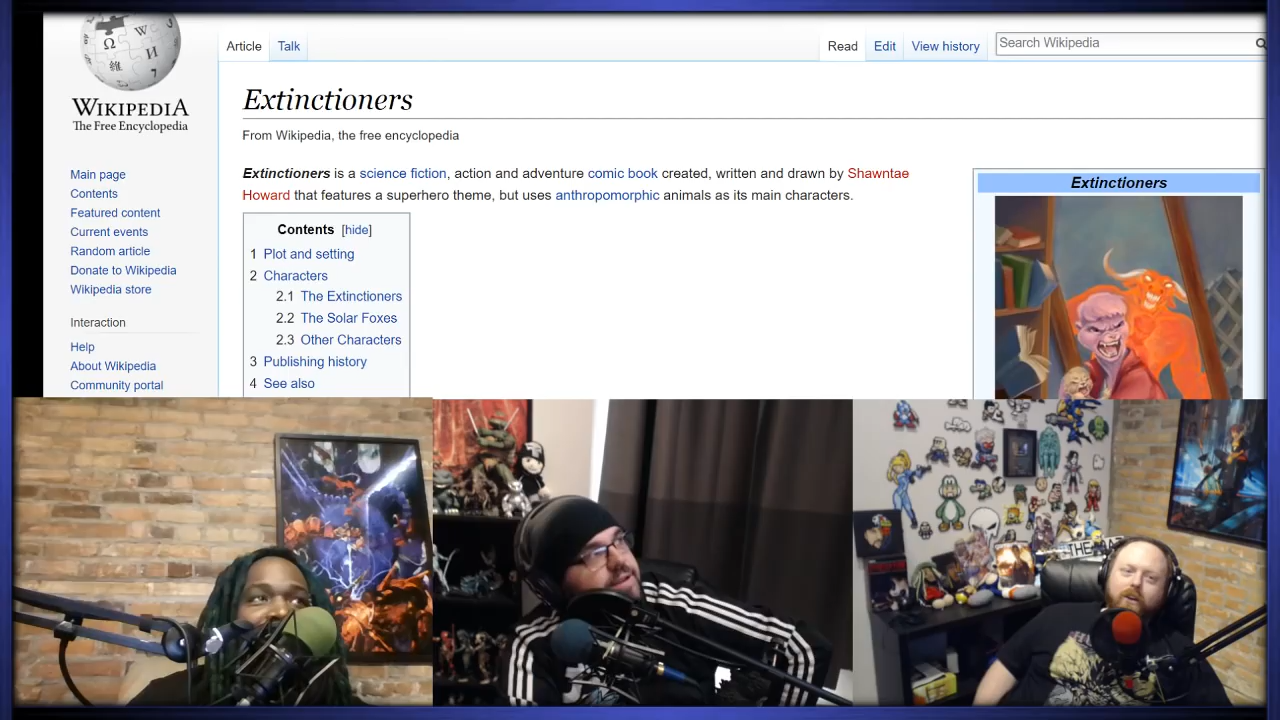 Article Talk Read Edit View history Search Wikipedia
WIKIPEDIA
The Free Encyclopedia
Extinctioners
From Wikipedia, the free encyclopedia
Main page
Contents
Featured content
Current events
Random article
Donate to Wikipedia
Wikipedia store
Interaction
Help
About Wikipedia
Community portal
Extinctioners is a science fiction, action and adventure comic book created, written and drawn by Shawntae
Howard that features a superhero theme, but uses anthropomorphic animals as its main characters.
Contents [hide]
1 Plot and setting
2 Characters
2.1 The Extinctioners
2.2 The Solar Foxes
2.3 Other Characters
3 Publishing history
4 See also
Extinctioners
THE